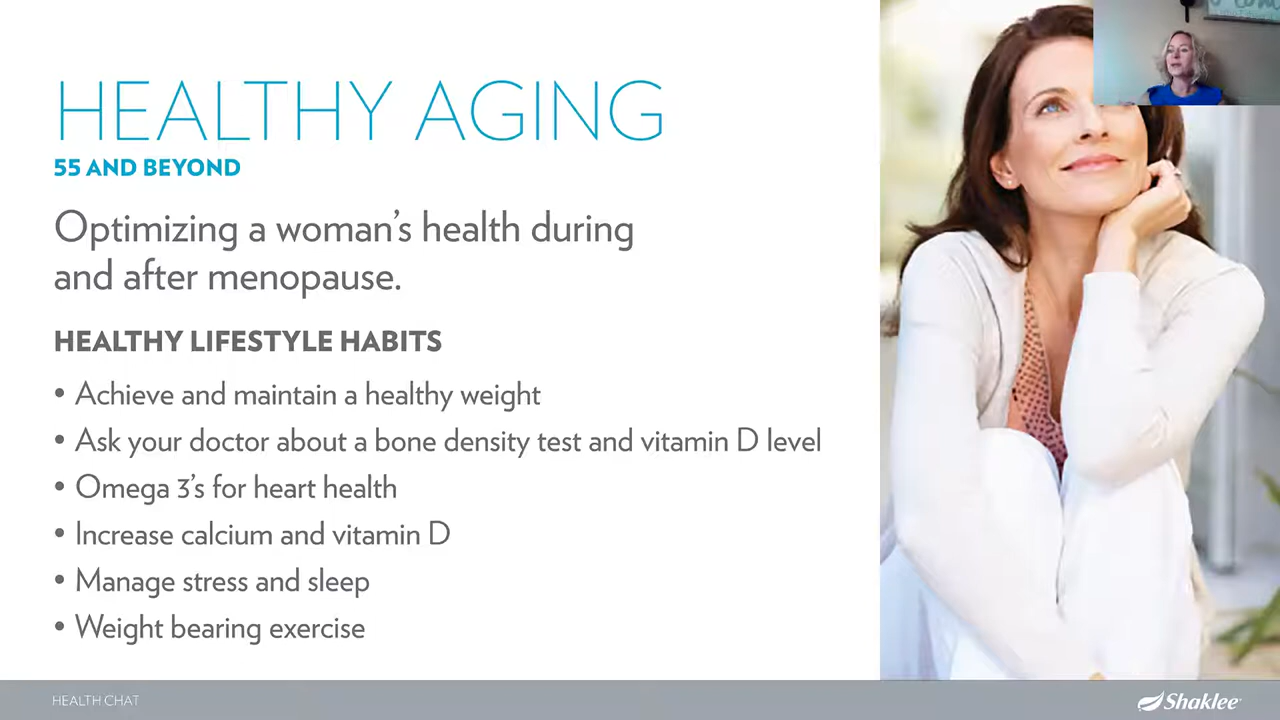 HEALTHY AGING
55 AND BEYOND
Optimizing a woman's health during
and after menopause.
HEALTHY LIFESTYLE HABITS
• Achieve and maintain a healthy weight
• Ask your doctor about a bone density test and vitamin D level
• Omega 3's for heart health
• Increase calcium and vitamin D
• Manage stress and sleep
• Weight bearing exercise
HEALTH CHAT
Shaklee